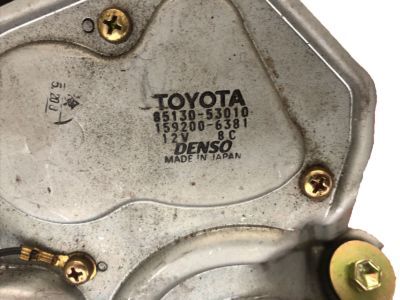 TOYOTA
85130-53010
159200-6381
12V 8C
DENSO
MADE IN JAPAN